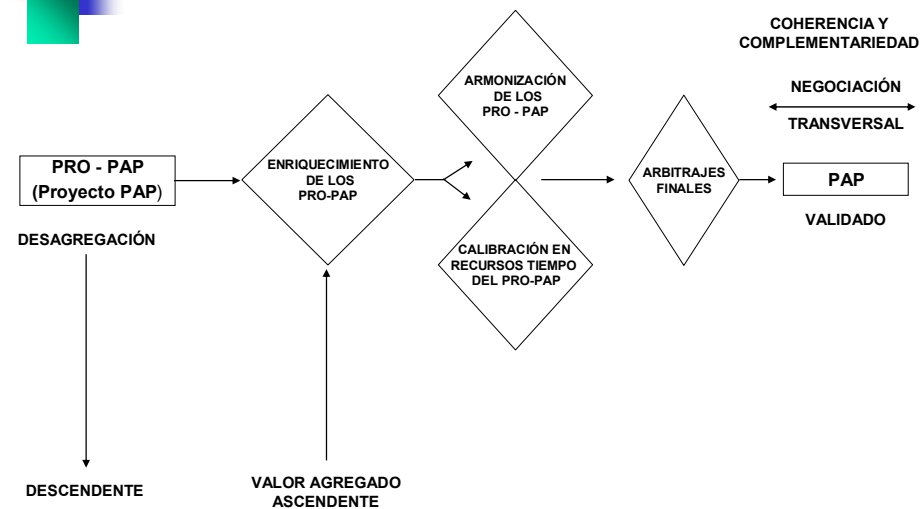 COHERENCIA Y
COMPLEMENTARIEDAD
NEGOCIACIÓN
TRANSVERSAL
PRO - PAP
(Proyecto PAP)
DESAGREGACIÓN
DESCENDENTE
ENRIQUECIMIENTO
DE LOS
PRO-PAP
VALOR AGREGADO
ASCENDENTE
ARMONIZACIÓN
DE LOS
PRO - PAP
CALIBRACIÓN EN
RECURSOS TIEMPO
DEL PRO-PAP
ARBITRAJES
FINALES
PAP
VALIDADO